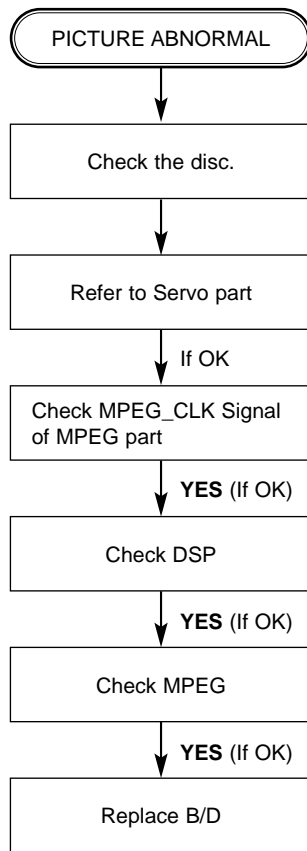 PICTURE ABNORMAL
Check the disc.
Refer to Servo part
If OK
Check MPEG_CLK Signal
of MPEG part
YES (If OK)
Check DSP
YES (If OK)
Check MPEG
YES (If OK)
Replace B/D